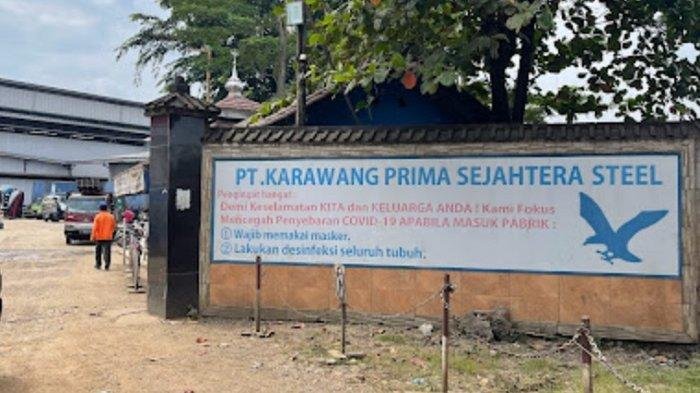 PT.KARAWANG PRIMA SEJAHTERA STEEL
Pengingat hangat :
Demi Keselamatan KITA dan KELUARGA ANDA ! Kami Fokus
Muncegah Penyebaran COVID-19 APABILA MASUK PABRIK :
① Wajib memakai masker.
② Lakukan desinfeksi seluruh tubuh.